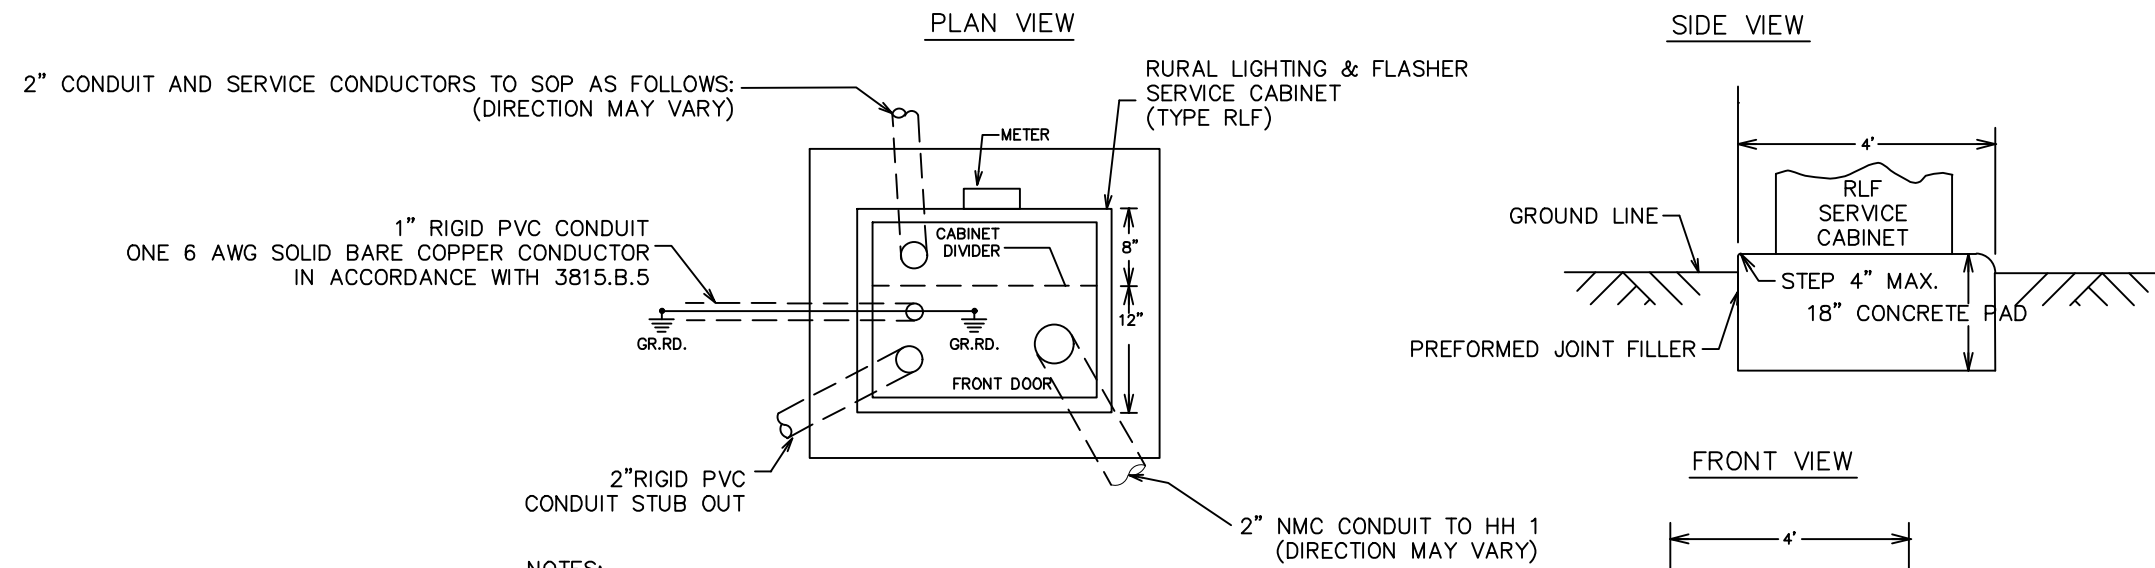 PLAN VIEW
2" CONDUIT AND SERVICE CONDUCTORS TO SOP AS FOLLOWS:
(DIRECTION MAY VARY)
RURAL LIGHTING & FLASHER
SERVICE CABINET
(TYPE RLF)
METER
1" RIGID PVC CONDUIT
ONE 6 AWG SOLID BARE COPPER CONDUCTOR
IN ACCORDANCE WITH 3815.B.5
CABINET
DIVIDER
8"
12"
GR.RD.
GR.RD.
FRONT DOOR
2"RIGID PVC
CONDUIT STUB OUT
2" NMC CONDUIT TO HH 1
(DIRECTION MAY VARY)
NOTES:
SIDE VIEW
4'
RLF
SERVICE
CABINET
GROUND LINE
STEP 4" MAX.
18" CONCRETE PAD
PREFORMED JOINT FILLER
FRONT VIEW
4'